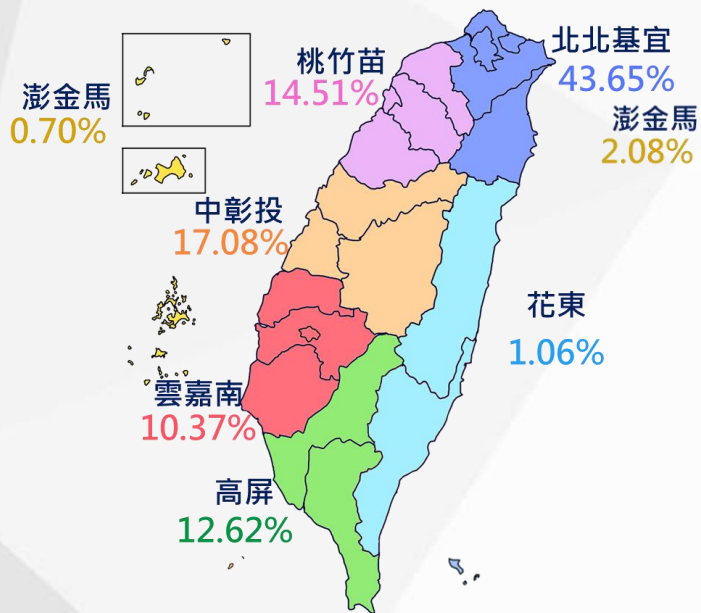 北北基宜
43.65%
桃竹苗
14.51%
澎金馬
0.70%
澎金馬
2.08%
中彰投
17.08%
花東
1.06%
雲嘉南
10.37%
高屏
12.62%